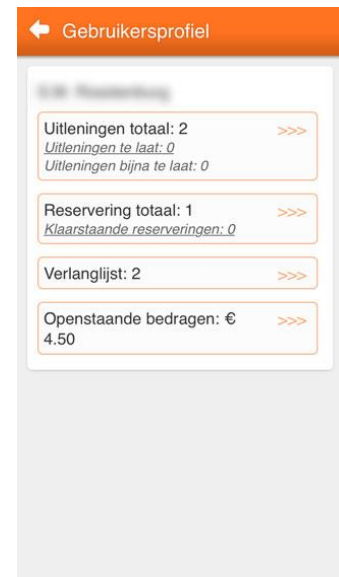 Gebruikersprofiel
Uitleningen totaal: 2
>>>
Uitleningen te laat: 0
Uitleningen bijna te laat: 0
Reservering totaal: 1
>>>
Klaarstaande reserveringen: 0
Verlanglijst: 2
>>>
Openstaande bedragen: €
>>>
4.50